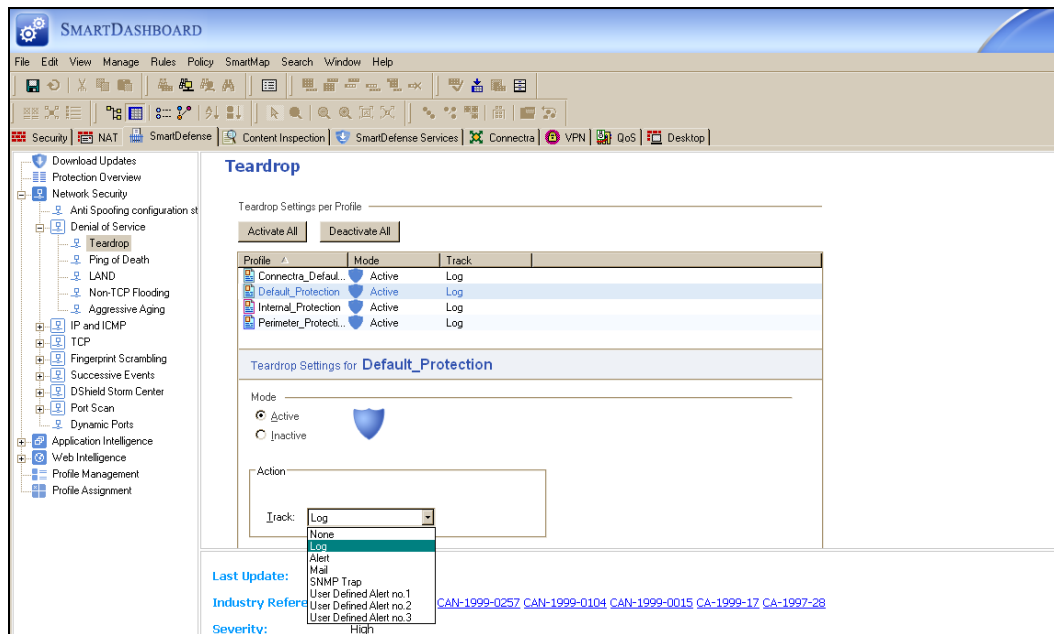 SMARTDASHBOARD
File Edit View Manage Rules Policy SmartMap Search Window Help
Security NAT SmartDefense Content Inspection SmartDefense Services Connectra VPN QoS Desktop
Download Updates
Protection Overview
Network Security
Anti Spoofing configuration st
Denial of Service
Teardrop
Ping of Death
LAND
Non-TCP Flooding
Aggressive Aging
IP and ICMP
TCP
Fingerprint Scrambling
Successive Events
DShield Storm Center
Port Scan
Dynamic Ports
Application Intelligence
Web Intelligence
Profile Management
Profile Assignment
Teardrop
Teardrop Settings per Profile
Activate All Deactivate All
Profile Mode Track
Connectra_Defaul... Active Log
Default_Protection Active Log
Internal_Protection Active Log
Perimeter_Protecti... Active Log
Teardrop Settings for Default_Protection
Mode
Active
Inactive
Action
Track: Log
None
Log
Alert
Mail
SNMP Trap
User Defined Alert no.1
User Defined Alert no.2
User Defined Alert no.3
Last Update:
Industry Refere CAN-1999-0257 CAN-1999-0104 CAN-1999-0015 CA-1999-17 CA-1997-28
Severity: High